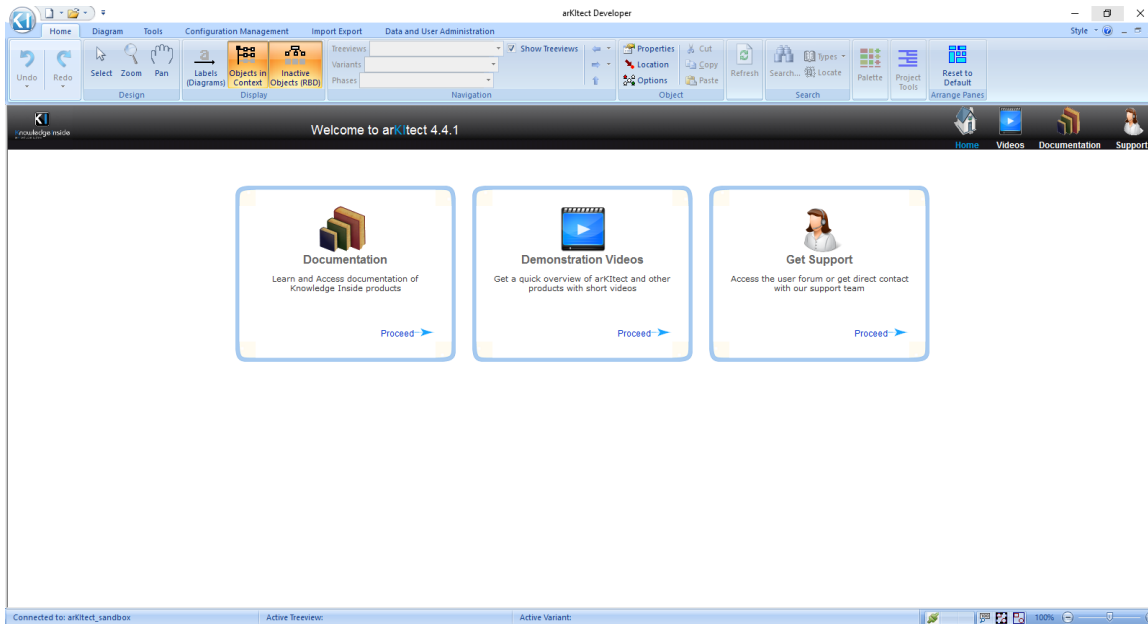 arKItect Developer
KI
Home Diagram Tools Configuration Management Import Export Data and User Administration Style
Undo Redo
Select Zoom Pan
Design
Labels (Diagrams)
Objects in Context
Inactive Objects (RBD)
Display
Treeviews
Variants
Phases
Show Treeviews
Navigation
Properties
Location
Options
Cut
Copy
Paste
Object
Refresh
Search...
Types
Locate
Search
Palette
Project Tools
Reset to Default
Arrange Panes
KI
Welcome to arKItect 4.4.1
Home Videos Documentation Support
Documentation
Learn and Access documentation of
Knowledge Inside products
Proceed
Demonstration Videos
Get a quick overview of arKItect and other
products with short videos
Proceed
Get Support
Access the user forum or get direct contact
with our support team
Proceed
Connected to: arKItect_sandbox Active Treeview: Active Variant: 100%